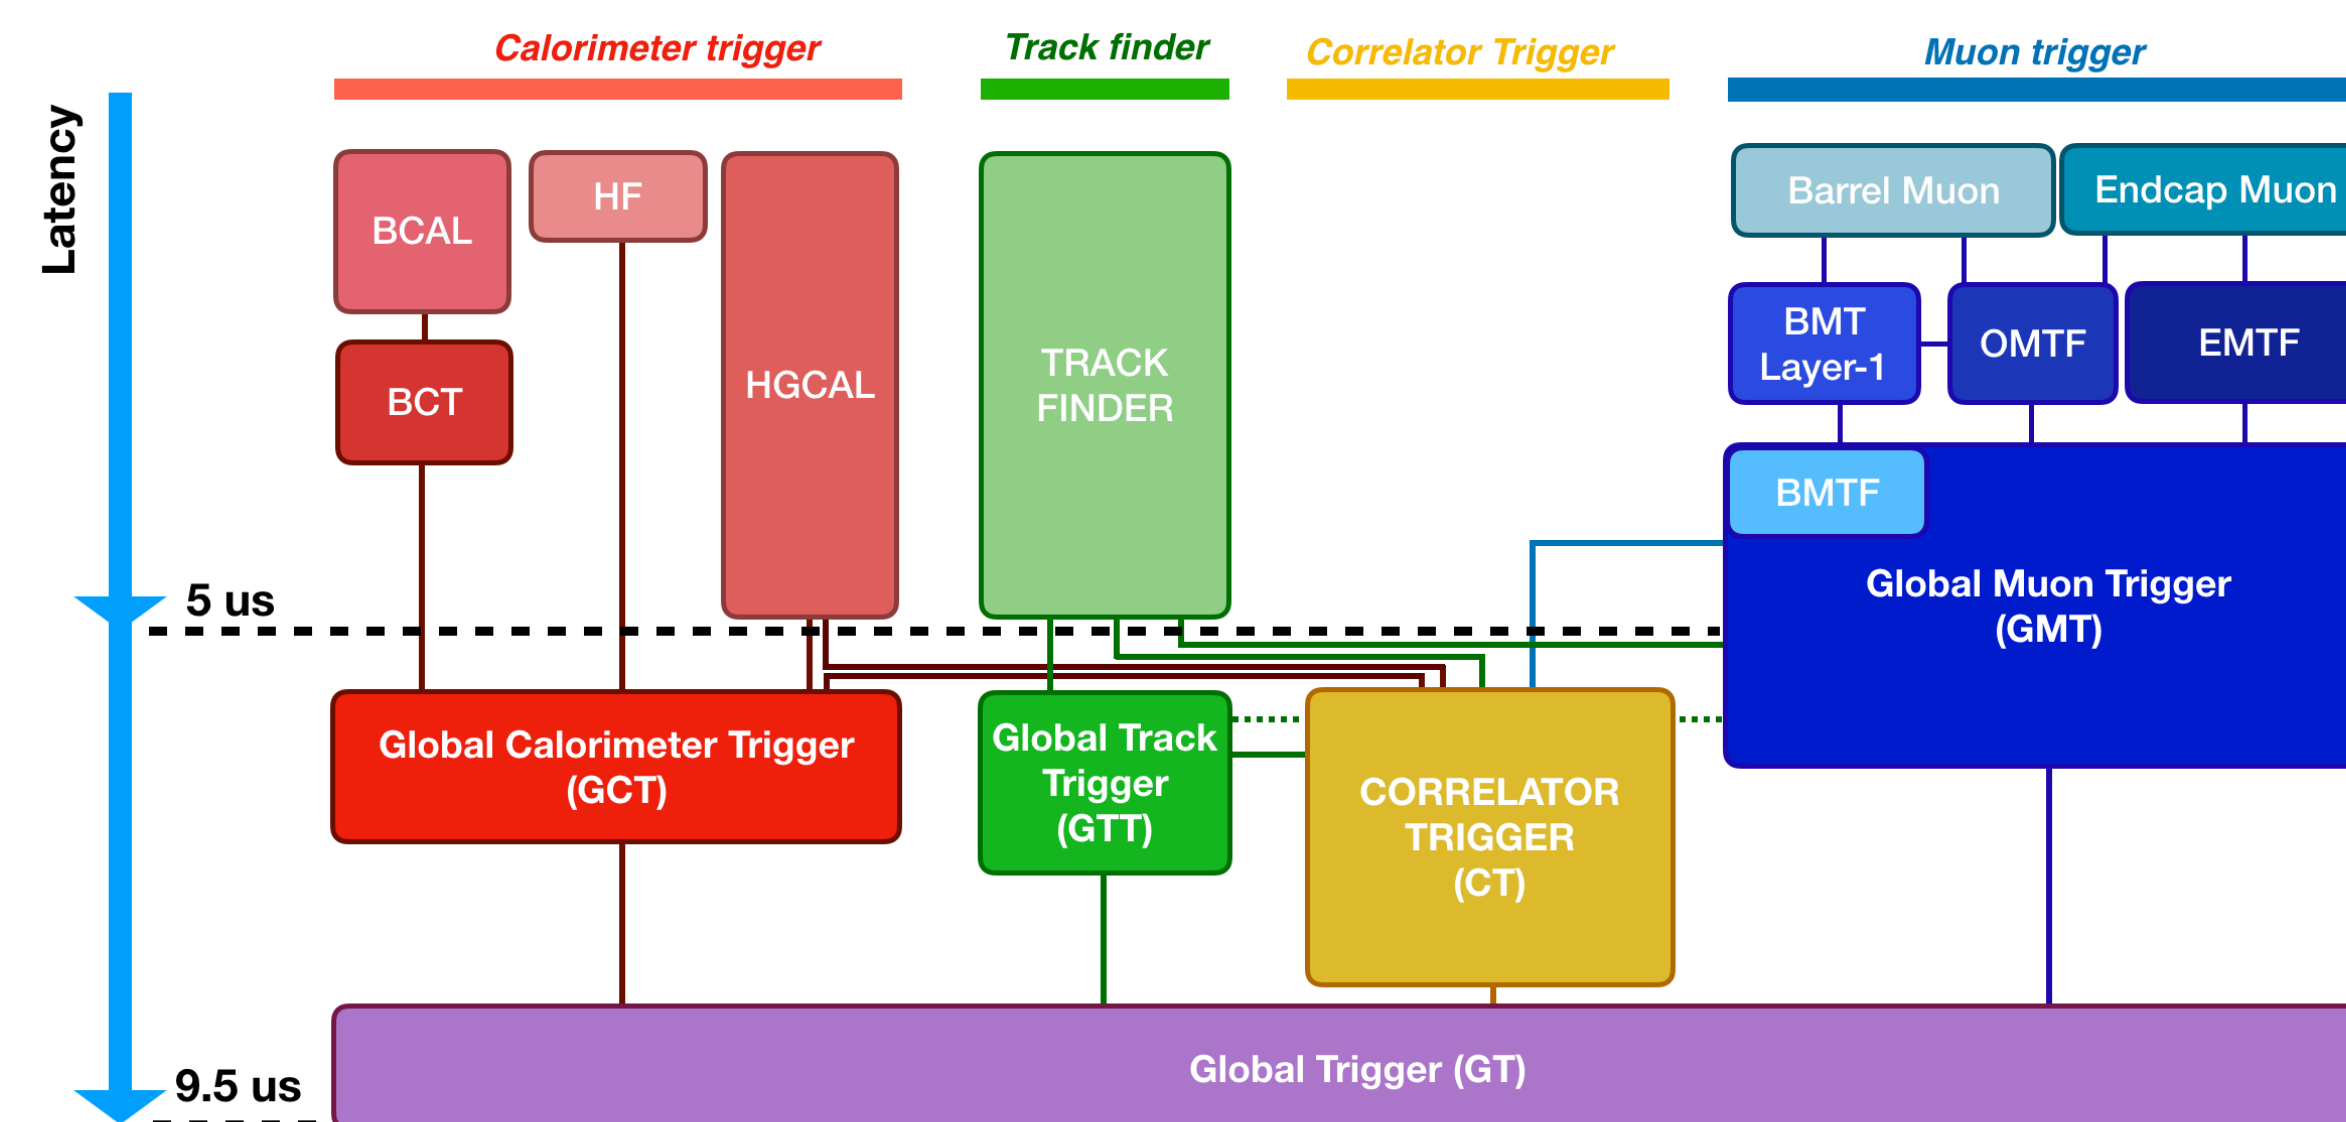 Calorimeter trigger
Track finder
Correlator Trigger
Muon trigger
Latency
BCAL
HF
HGCAL
TRACK
FINDER
Barrel Muon
Endcap Muon
BCT
BMT
Layer-1
OMTF
EMTF
BMTF
Global Muon Trigger
(GMT)
5 us
Global Calorimeter Trigger
(GCT)
Global Track
Trigger
(GTT)
CORRELATOR
TRIGGER
(CT)
Global Trigger (GT)
9.5 us